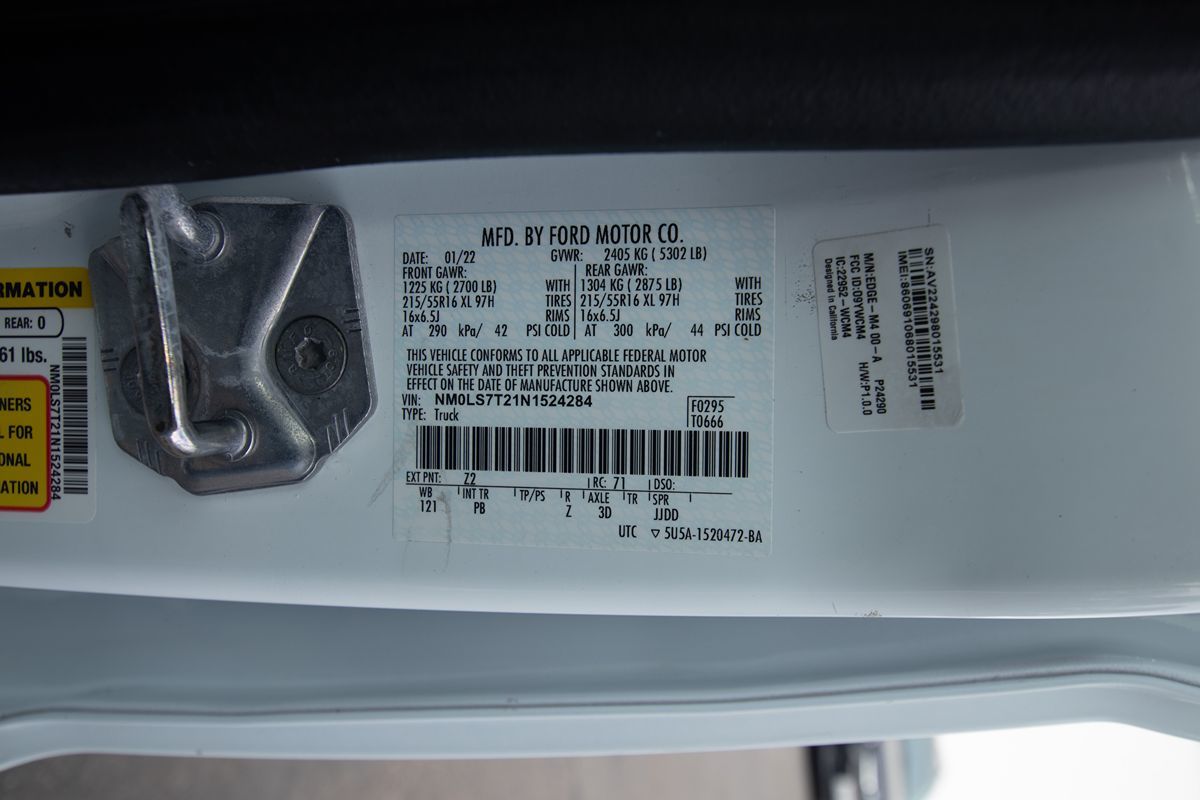 RMATION
REAR: 0
61 lbs.
NERS
L FOR
ONAL
ATION
NM0LS7T21N1524284
MFD. BY FORD MOTOR CO.
DATE: 01/22 GVWR: 2405 KG ( 5302 LB)
FRONT GAWR: REAR GAWR:
1225 KG ( 2700 LB) WITH 1304 KG ( 2875 LB) WITH
215/55R16 XL 97H TIRES 215/55R16 XL 97H TIRES
16x6.5J RIMS 16x6.5J RIMS
AT 290 kPa/ 42 PSI COLD AT 300 kPa/ 44 PSI COLD
THIS VEHICLE CONFORMS TO ALL APPLICABLE FEDERAL MOTOR
VEHICLE SAFETY AND THEFT PREVENTION STANDARDS IN
EFFECT ON THE DATE OF MANUFACTURE SHOWN ABOVE.
VIN: NM0LS7T21N1524284
TYPE: Truck
F0295
T0666
EXT PNT: Z2 RC: 71 DSO:
WB INT TR TP/PS R AXLE TR SPR
121 PB Z 3D JJDD
UTC ▽ 5U5A-1520472-BA
SN:AV224298015531
IMEI:860691068015531
M/N:EDGE-M4 00-A P24290
FCC ID:09YWCM4 H/W:P1.0.0
IC:22952-WCM4
Designed in California